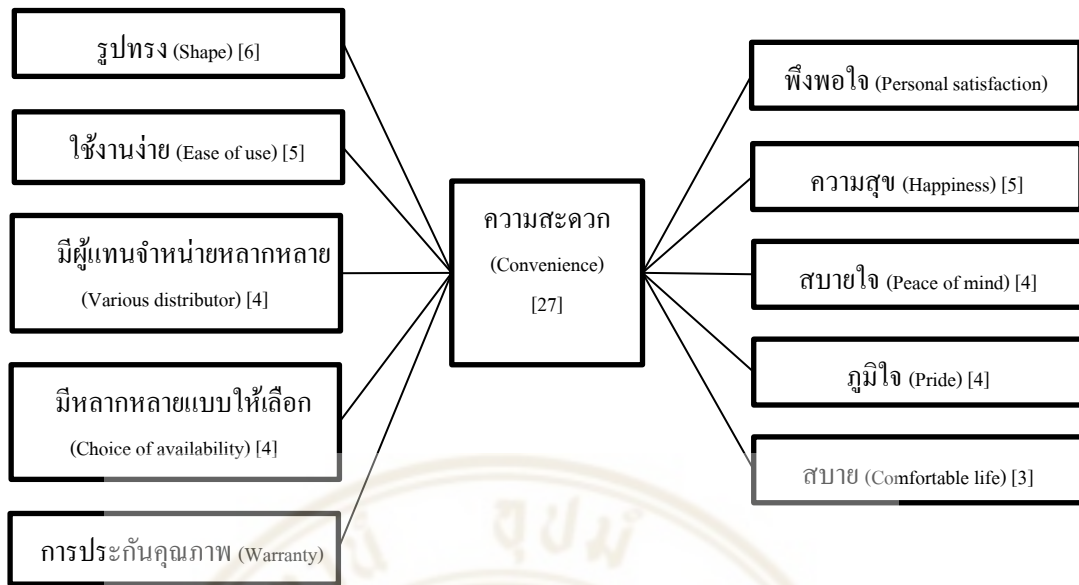 รูปทรง (Shape) [6]
ใช้งานง่าย (Ease of use) [5]
มีผู้แทนจำหน่ายหลากหลาย
(Various distributor) [4]
มีหลากหลายแบบให้เลือก
(Choice of availability) [4]
การประกันคุณภาพ (Warranty)
ความสะดวก
(Convenience)
[27]
พึงพอใจ (Personal satisfaction)
ความสุข (Happiness) [5]
สบายใจ (Peace of mind) [4]
ภูมิใจ (Pride) [4]
สบาย (Comfortable life) [3]